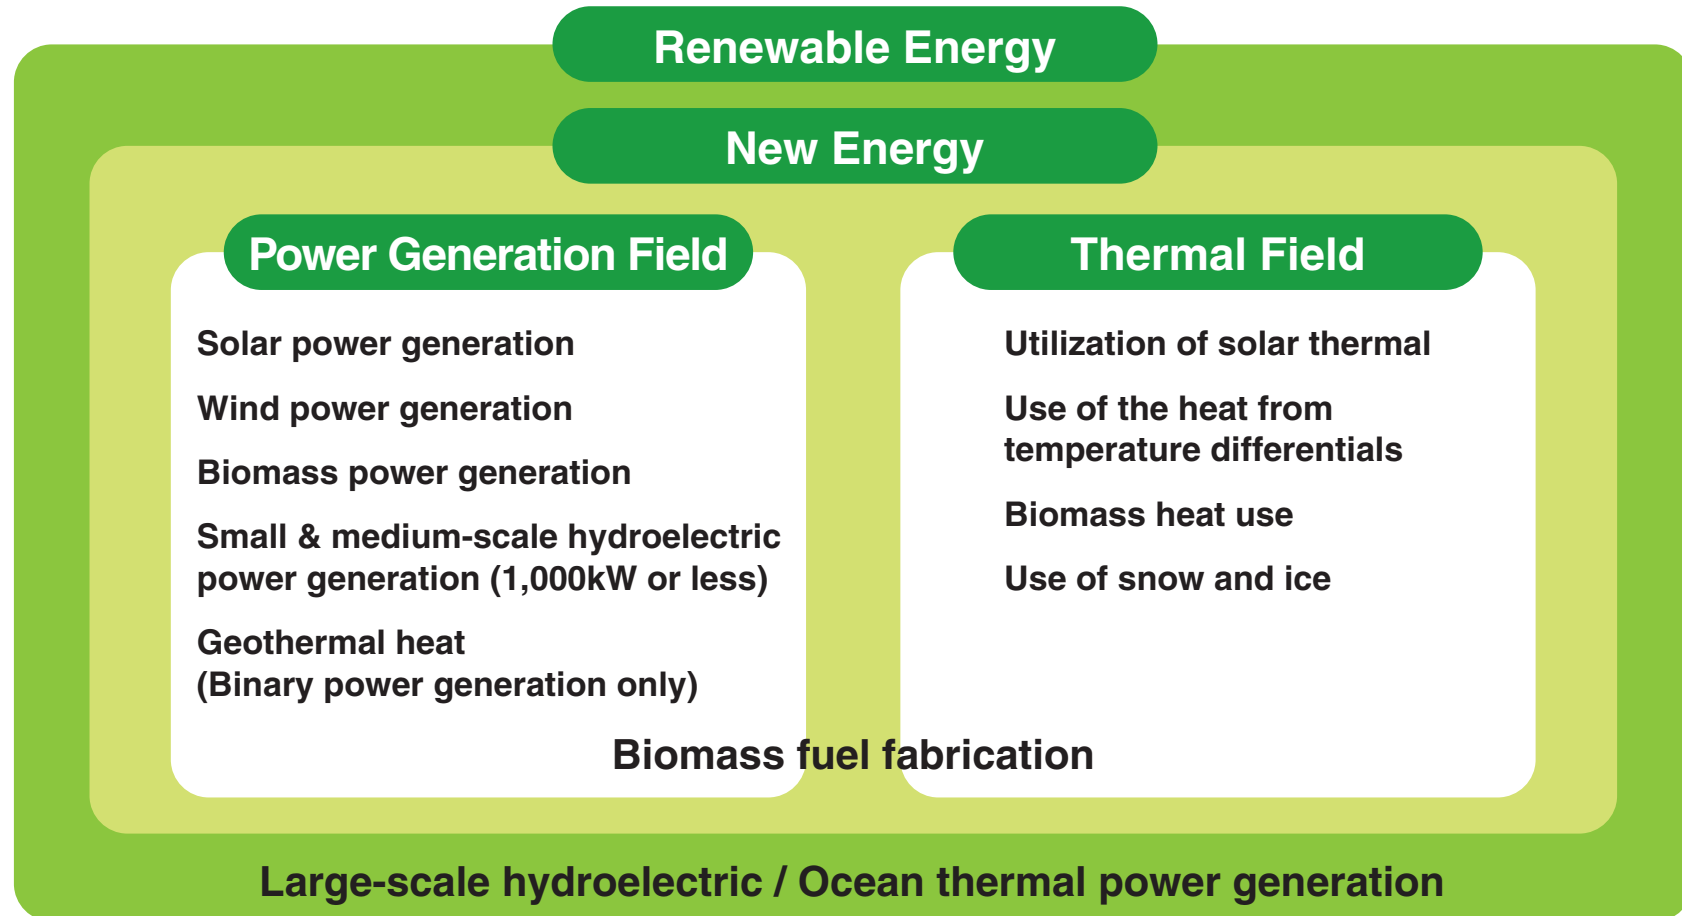 Renewable Energy
New Energy
Power Generation Field
Solar power generation
Wind power generation
Biomass power generation
Small & medium-scale hydroelectric
power generation (1,000kW or less)
Geothermal heat
(Binary power generation only)
Thermal Field
Utilization of solar thermal
Use of the heat from
temperature differentials
Biomass heat use
Use of snow and ice
Biomass fuel fabrication
Large-scale hydroelectric / Ocean thermal power generation